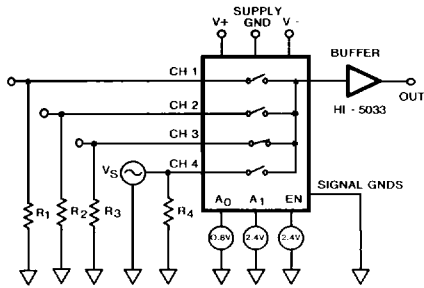 SUPPLY
V+ GND V -
BUFFER
CH 1
OUT
HI - 5033
CH 2
CH 3
CH 4
VS
SIGNAL GNDS
A0 A1 EN
R1 R2 R3 R4
0.8V 2.4V 2.4V